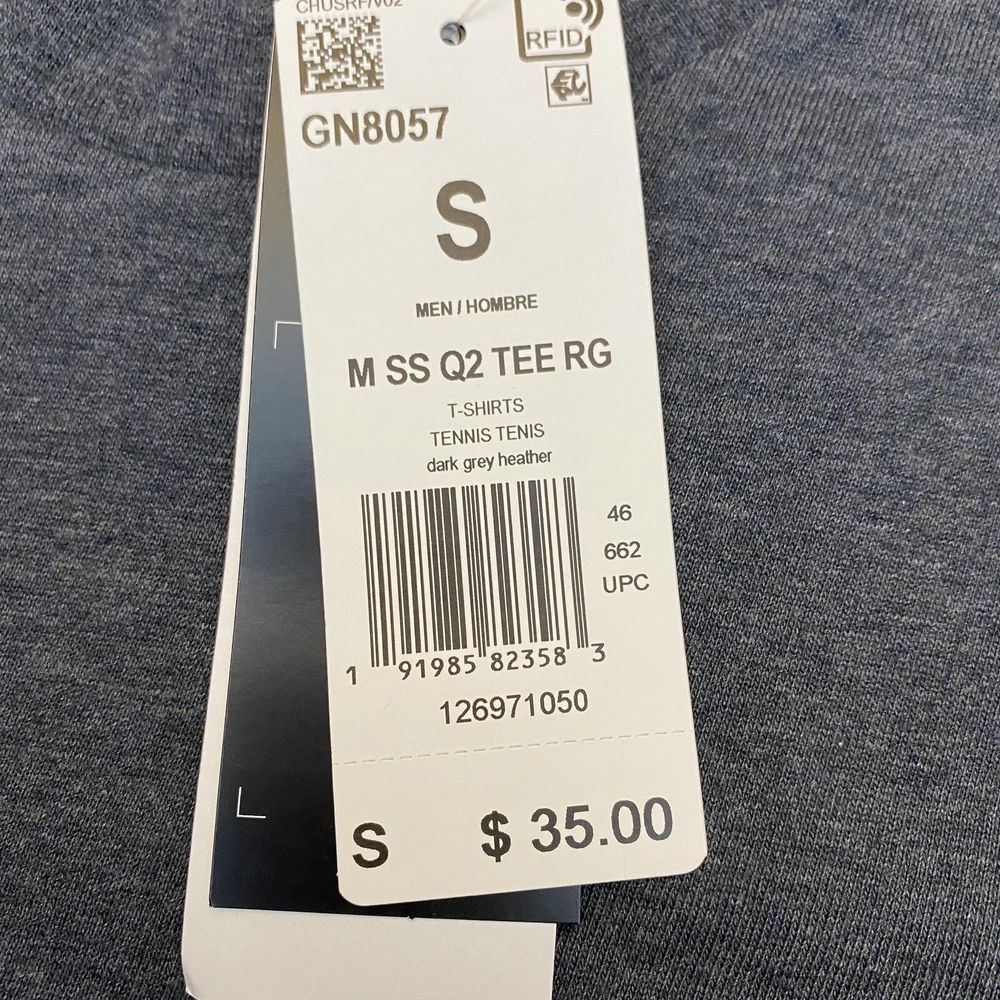 CHUSRF/V02
RFID
GN8057
S
MEN / HOMBRE
M SS Q2 TEE RG
T-SHIRTS
TENNIS TENIS
dark grey heather
46
662
UPC
1 91985 82358 3
126971050
S $ 35.00